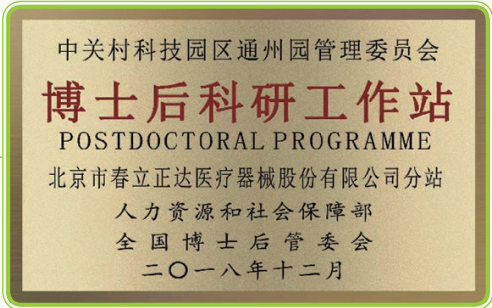 中关村科技园区通州园管理委员会
博士后科研工作站
POSTDOCTORAL PROGRAMME
北京市春立正达医疗器械股份有限公司分站
人力资源和社会保障部
全国博士后管委会
二〇一八年十二月